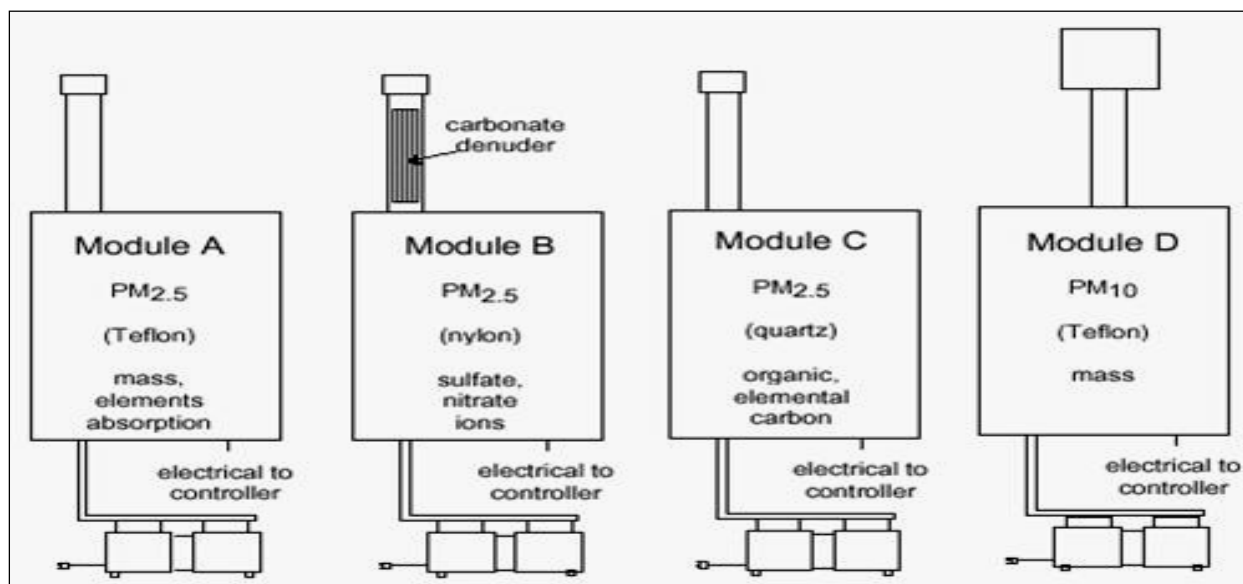 carbonate
denuder
Module A
PM2.5
(Teflon)
mass,
elements
absorption
electrical to
controller
Module B
PM2.5
(nylon)
sulfate,
nitrate
ions
electrical to
controller
Module C
PM2.5
(quartz)
organic,
elemental
carbon
electrical to
controller
Module D
PM10
(Teflon)
mass
electrical to
controller